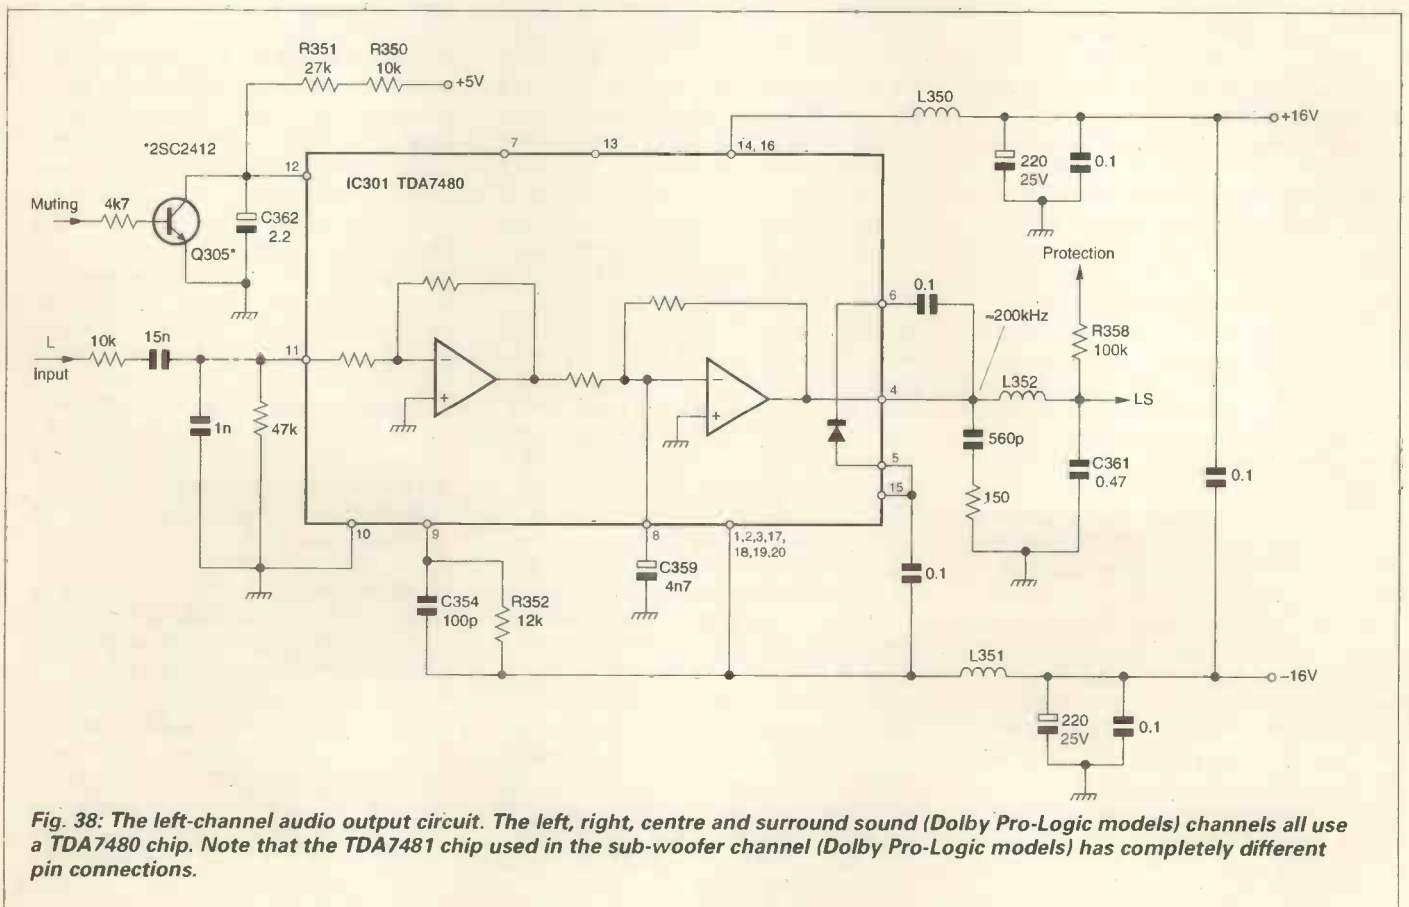 R351
27k
R350
10k
+5V
*2SC2412
12
7
13
14, 16
L350
+16V
220
25V
0.1
IC301 TDA7480
Muting
4k7
Q305*
C362
2.2
Protection
6
0.1
~200kHz
R358
100k
L
input
10k
15n
11
1n
47k
−
+
−
+
4
L352
LS
5
15
560p
150
C361
0.47
0.1
10
9
8
1,2,3,17,
18,19,20
C354
100p
R352
12k
C359
4n7
0.1
L351
−16V
220
25V
0.1
Fig. 38: The left-channel audio output circuit. The left, right, centre and surround sound (Dolby Pro-Logic models) channels all use
a TDA7480 chip. Note that the TDA7481 chip used in the sub-woofer channel (Dolby Pro-Logic models) has completely different
pin connections.